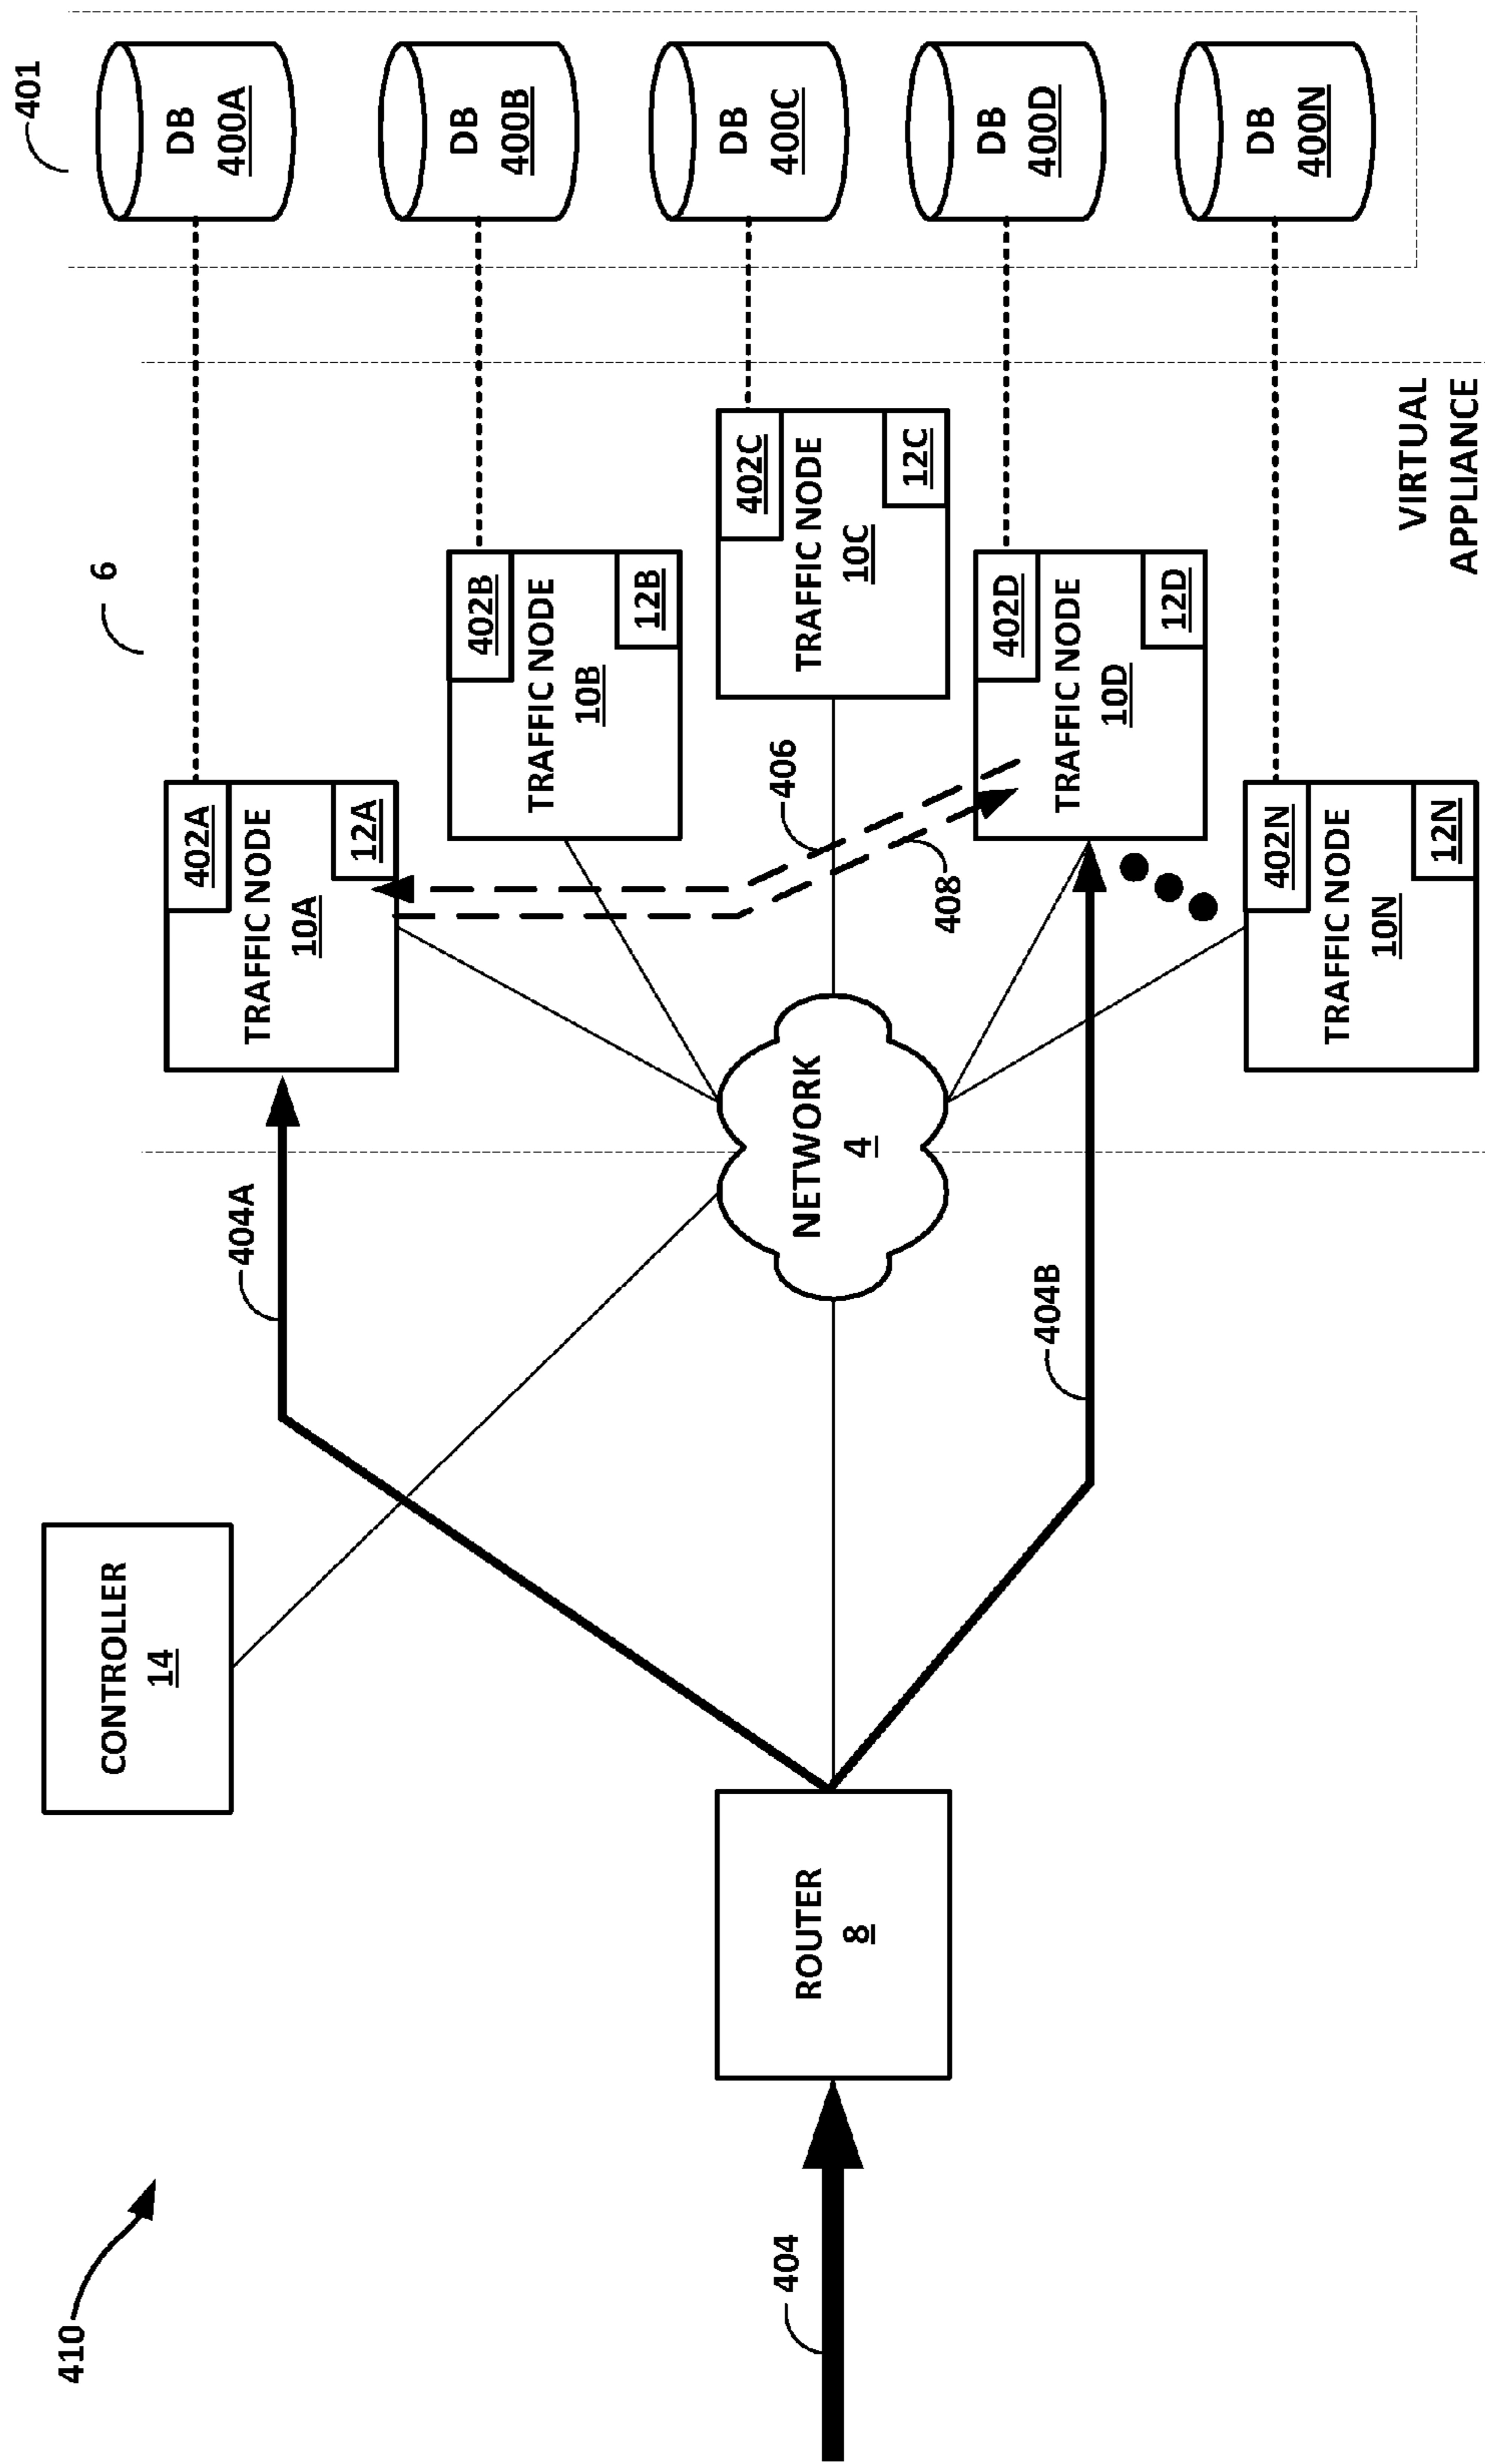 410
404
ROUTER
8
CONTROLLER
14
404A
404B
NETWORK
4
6
TRAFFIC NODE
10A
402A
12A
TRAFFIC NODE
10B
402B
12B
TRAFFIC NODE
10C
402C
12C
TRAFFIC NODE
10D
402D
12D
TRAFFIC NODE
10N
402N
12N
406
408
VIRTUAL
APPLIANCE
401
DB
400A
DB
400B
DB
400C
DB
400D
DB
400N